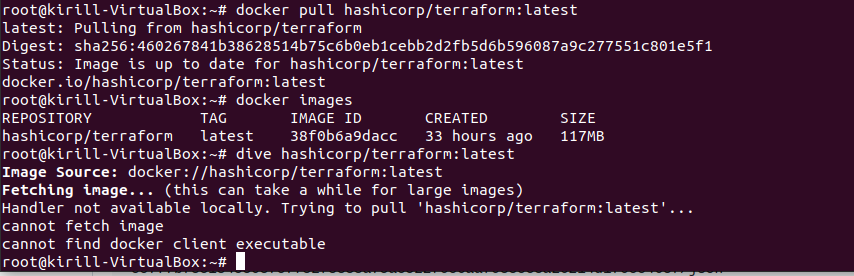 root@kirill-VirtualBox:~# docker pull hashicorp/terraform:latest
latest: Pulling from hashicorp/terraform
Digest: sha256:460267841b38628514b75c6b0eb1cebb2d2fb5d6b596087a9c277551c801e5f1
Status: Image is up to date for hashicorp/terraform:latest
docker.io/hashicorp/terraform:latest
root@kirill-VirtualBox:~# docker images
REPOSITORY TAG IMAGE ID CREATED SIZE
hashicorp/terraform latest 38f0b6a9dacc 33 hours ago 117MB
root@kirill-VirtualBox:~# dive hashicorp/terraform:latest
Image Source: docker://hashicorp/terraform:latest
Fetching image... (this can take a while for large images)
Handler not available locally. Trying to pull 'hashicorp/terraform:latest'...
cannot fetch image
cannot find docker client executable
root@kirill-VirtualBox:~#